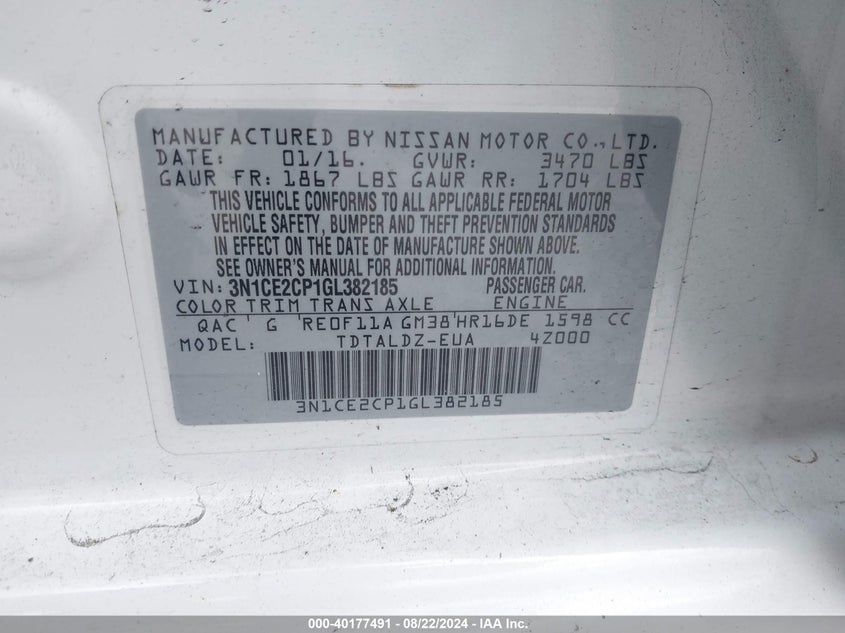 MANUFACTURED BY NISSAN MOTOR CO.,LTD.
DATE: 01/16. GVWR: 3470 LBS
GAWR FR: 1867 LBS GAWR RR: 1704 LBS
THIS VEHICLE CONFORMS TO ALL APPLICABLE FEDERAL MOTOR
VEHICLE SAFETY, BUMPER AND THEFT PREVENTION STANDARDS
IN EFFECT ON THE DATE OF MANUFACTURE SHOWN ABOVE.
SEE OWNER'S MANUAL FOR ADDITIONAL INFORMATION.
VIN: 3N1CE2CP1GL382185 PASSENGER CAR.
COLOR TRIM TRANS AXLE ENGINE
QAC G RE0F11A GM38 HR16DE 1598 CC
MODEL: TDTALDZ-EUA 4Z000
3N1CE2CP1GL382185
000-40177491 - 08/22/2024 - IAA Inc.